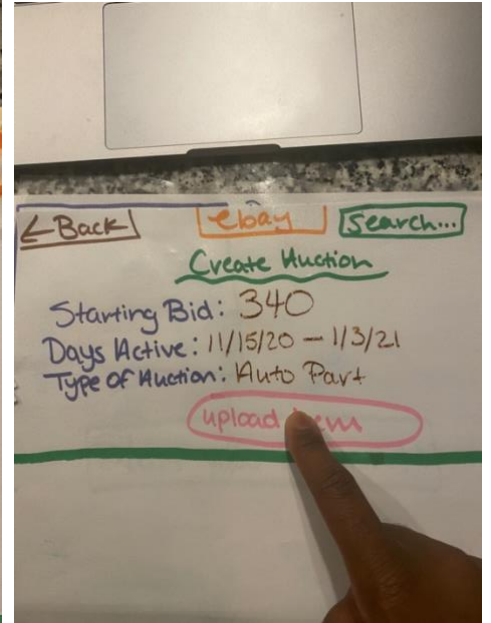 ← Back
ebay
Search...
Create Auction
Starting Bid: 340
Days Active: 11/15/20 - 1/3/21
Type of Auction: Auto Part
upload